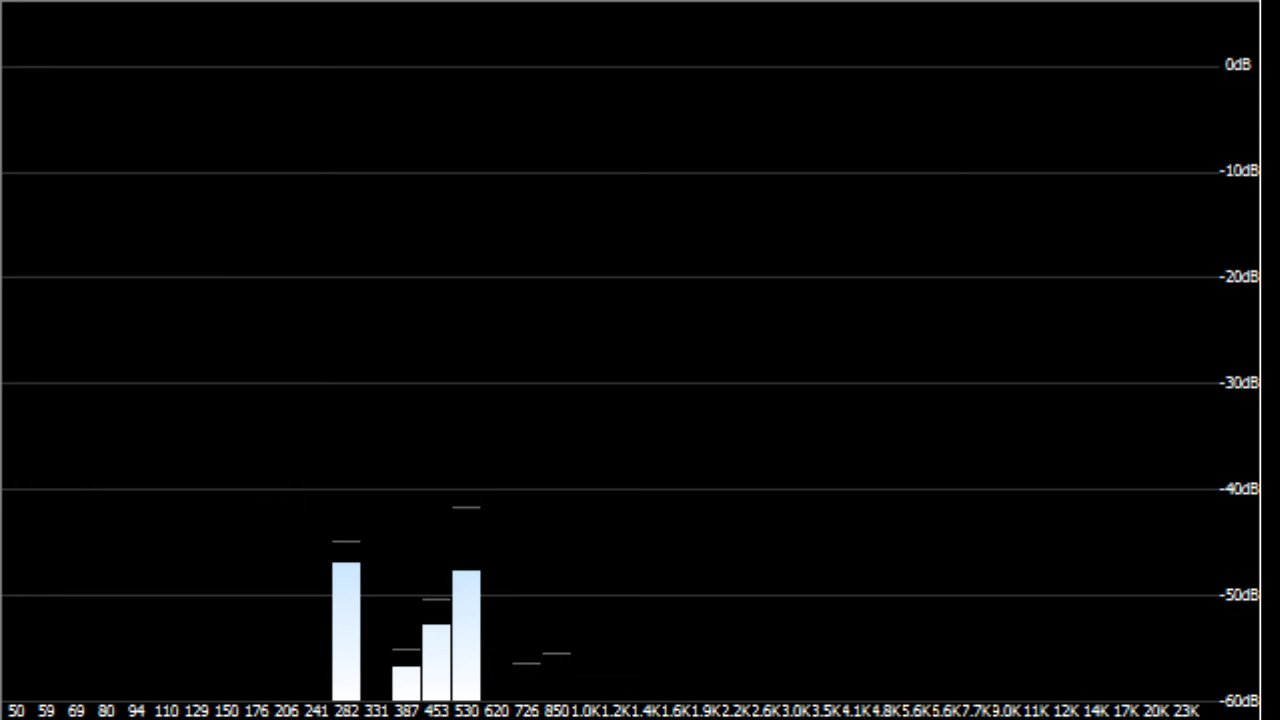 0dB
-10dB
-20dB
-30dB
-40dB
-50dB
-60dB
50 59 69 80 94 110 129 150 176 206 241 282 331 387 453 530 620 726 850 1.0K 1.2K 1.4K 1.6K 1.9K 2.2K 2.6K 3.0K 3.5K 4.1K 4.8K 5.6K 6.6K 7.7K 9.0K 11K 12K 14K 17K 20K 23K